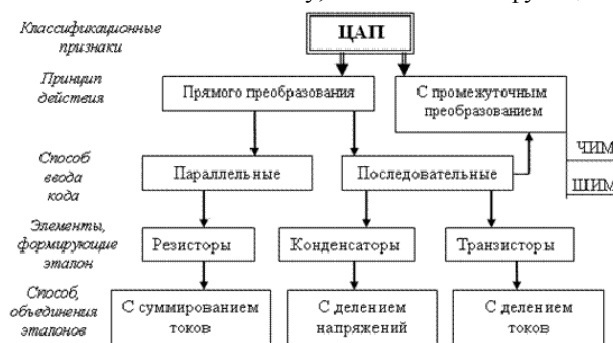 Классификационные
признаки
ЦАП
Принцип
действия
Прямого преобразования
С промежуточным
преобразованием
Способ
ввода
кода
Параллельные
Последовательные
ЧИМ
ШИМ
Элементы,
формирующие
эталон
Резисторы
Конденсаторы
Транзисторы
Способ,
объединения
эталонов
С суммированием
токов
С делением
напряжений
С делением
токов